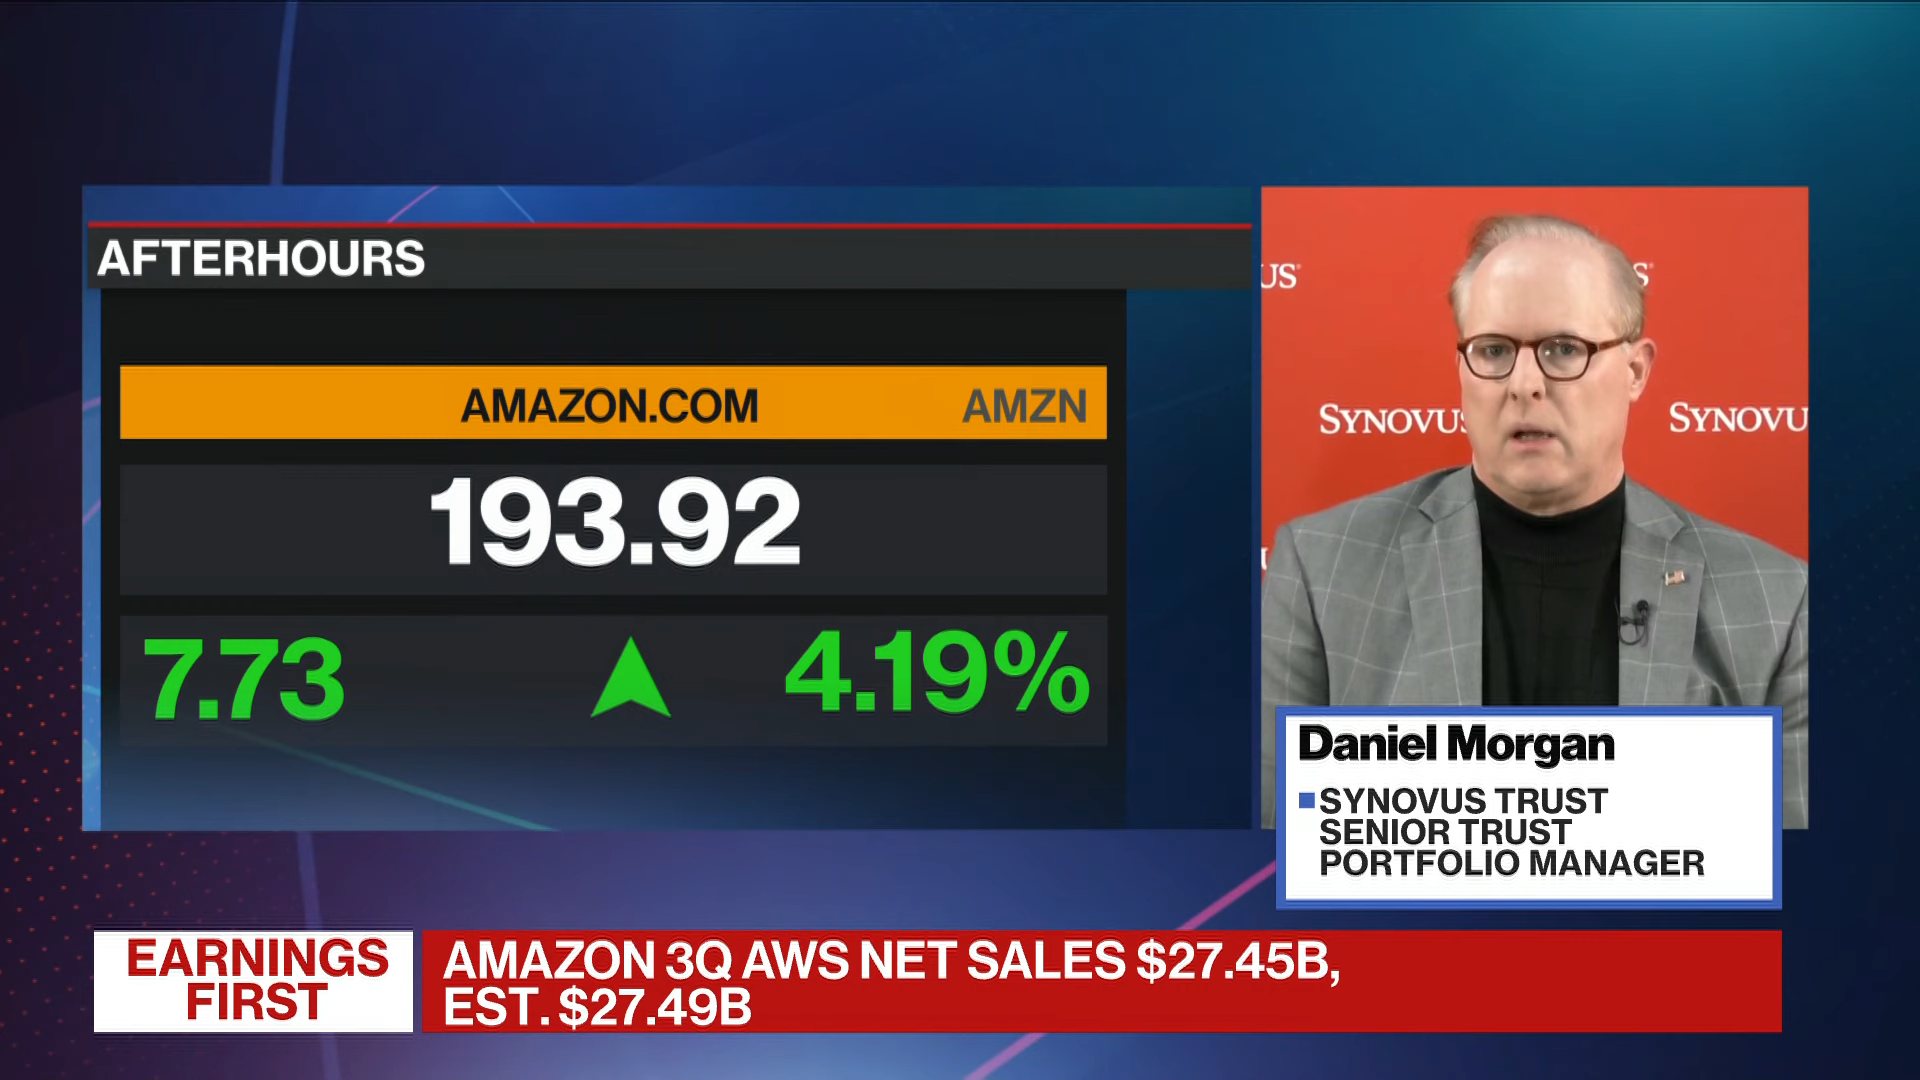 AFTERHOURS
AMAZON.COM AMZN
193.92
7.73 4.19%
US
S
SYNOVUS SYNOVU
Daniel Morgan
SYNOVUS TRUST
SENIOR TRUST
PORTFOLIO MANAGER
EARNINGS
FIRST
AMAZON 3Q AWS NET SALES $27.45B,
EST. $27.49B